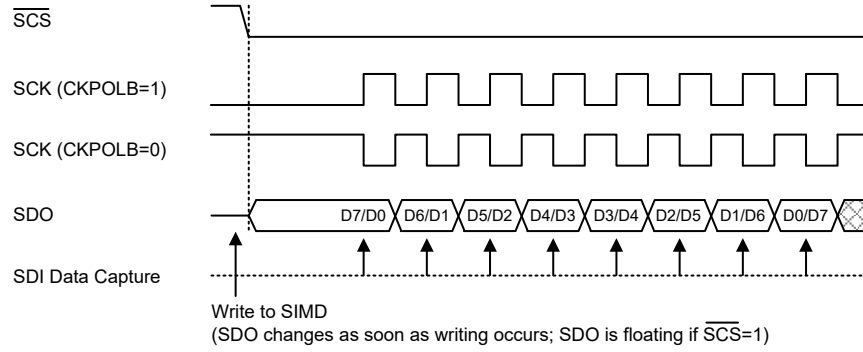 SCS
SCK (CKPOLB=1)
SCK (CKPOLB=0)
SDO
D7/D0 D6/D1 D5/D2 D4/D3 D3/D4 D2/D5 D1/D6 D0/D7
SDI Data Capture
Write to SIMD
(SDO changes as soon as writing occurs; SDO is floating if SCS=1)